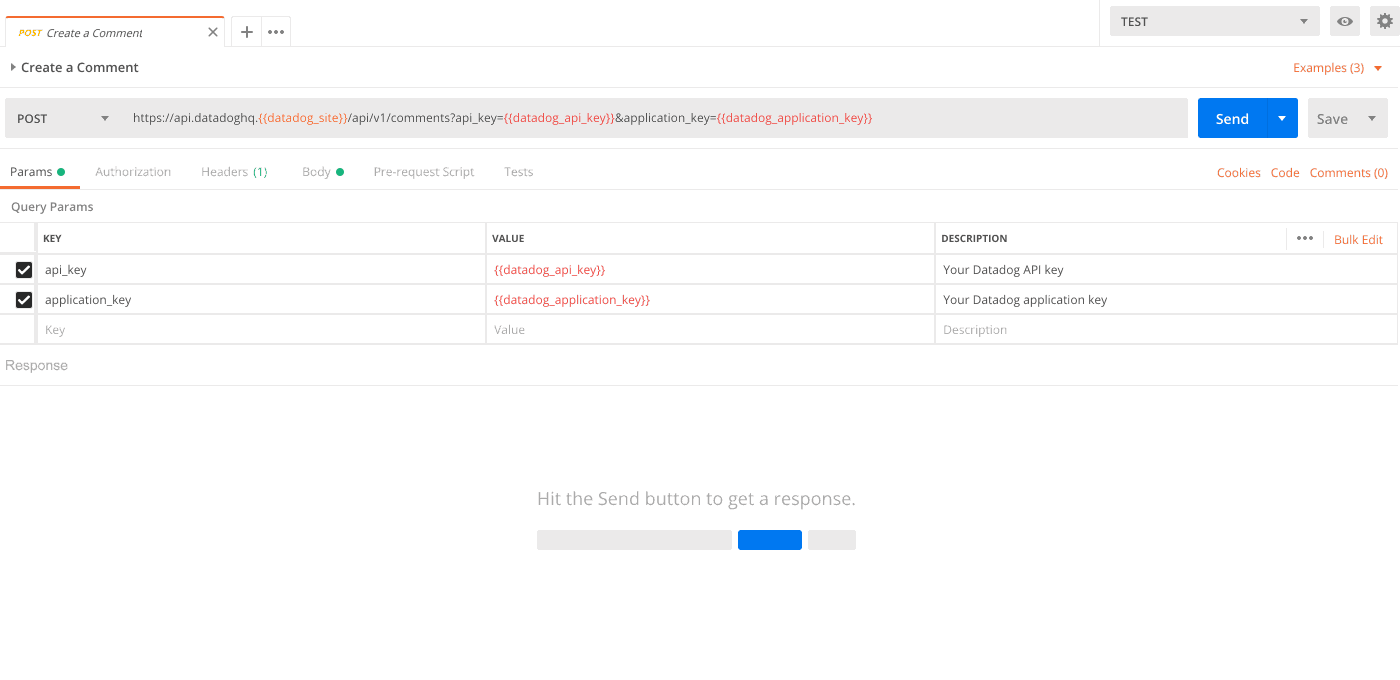 POST Create a Comment
TEST
Create a Comment
Examples (3)
POST
https://api.datadoghq.{{datadog_site}}/api/v1/comments?api_key={{datadog_api_key}}&application_key={{datadog_application_key}}
Send
Save
Params
Authorization
Headers (1)
Body
Pre-request Script
Tests
Cookies
Code
Comments (0)
Query Params
KEY
VALUE
DESCRIPTION
Bulk Edit
api_key
{{datadog_api_key}}
Your Datadog API key
application_key
{{datadog_application_key}}
Your Datadog application key
Key
Value
Description
Response
Hit the Send button to get a response.